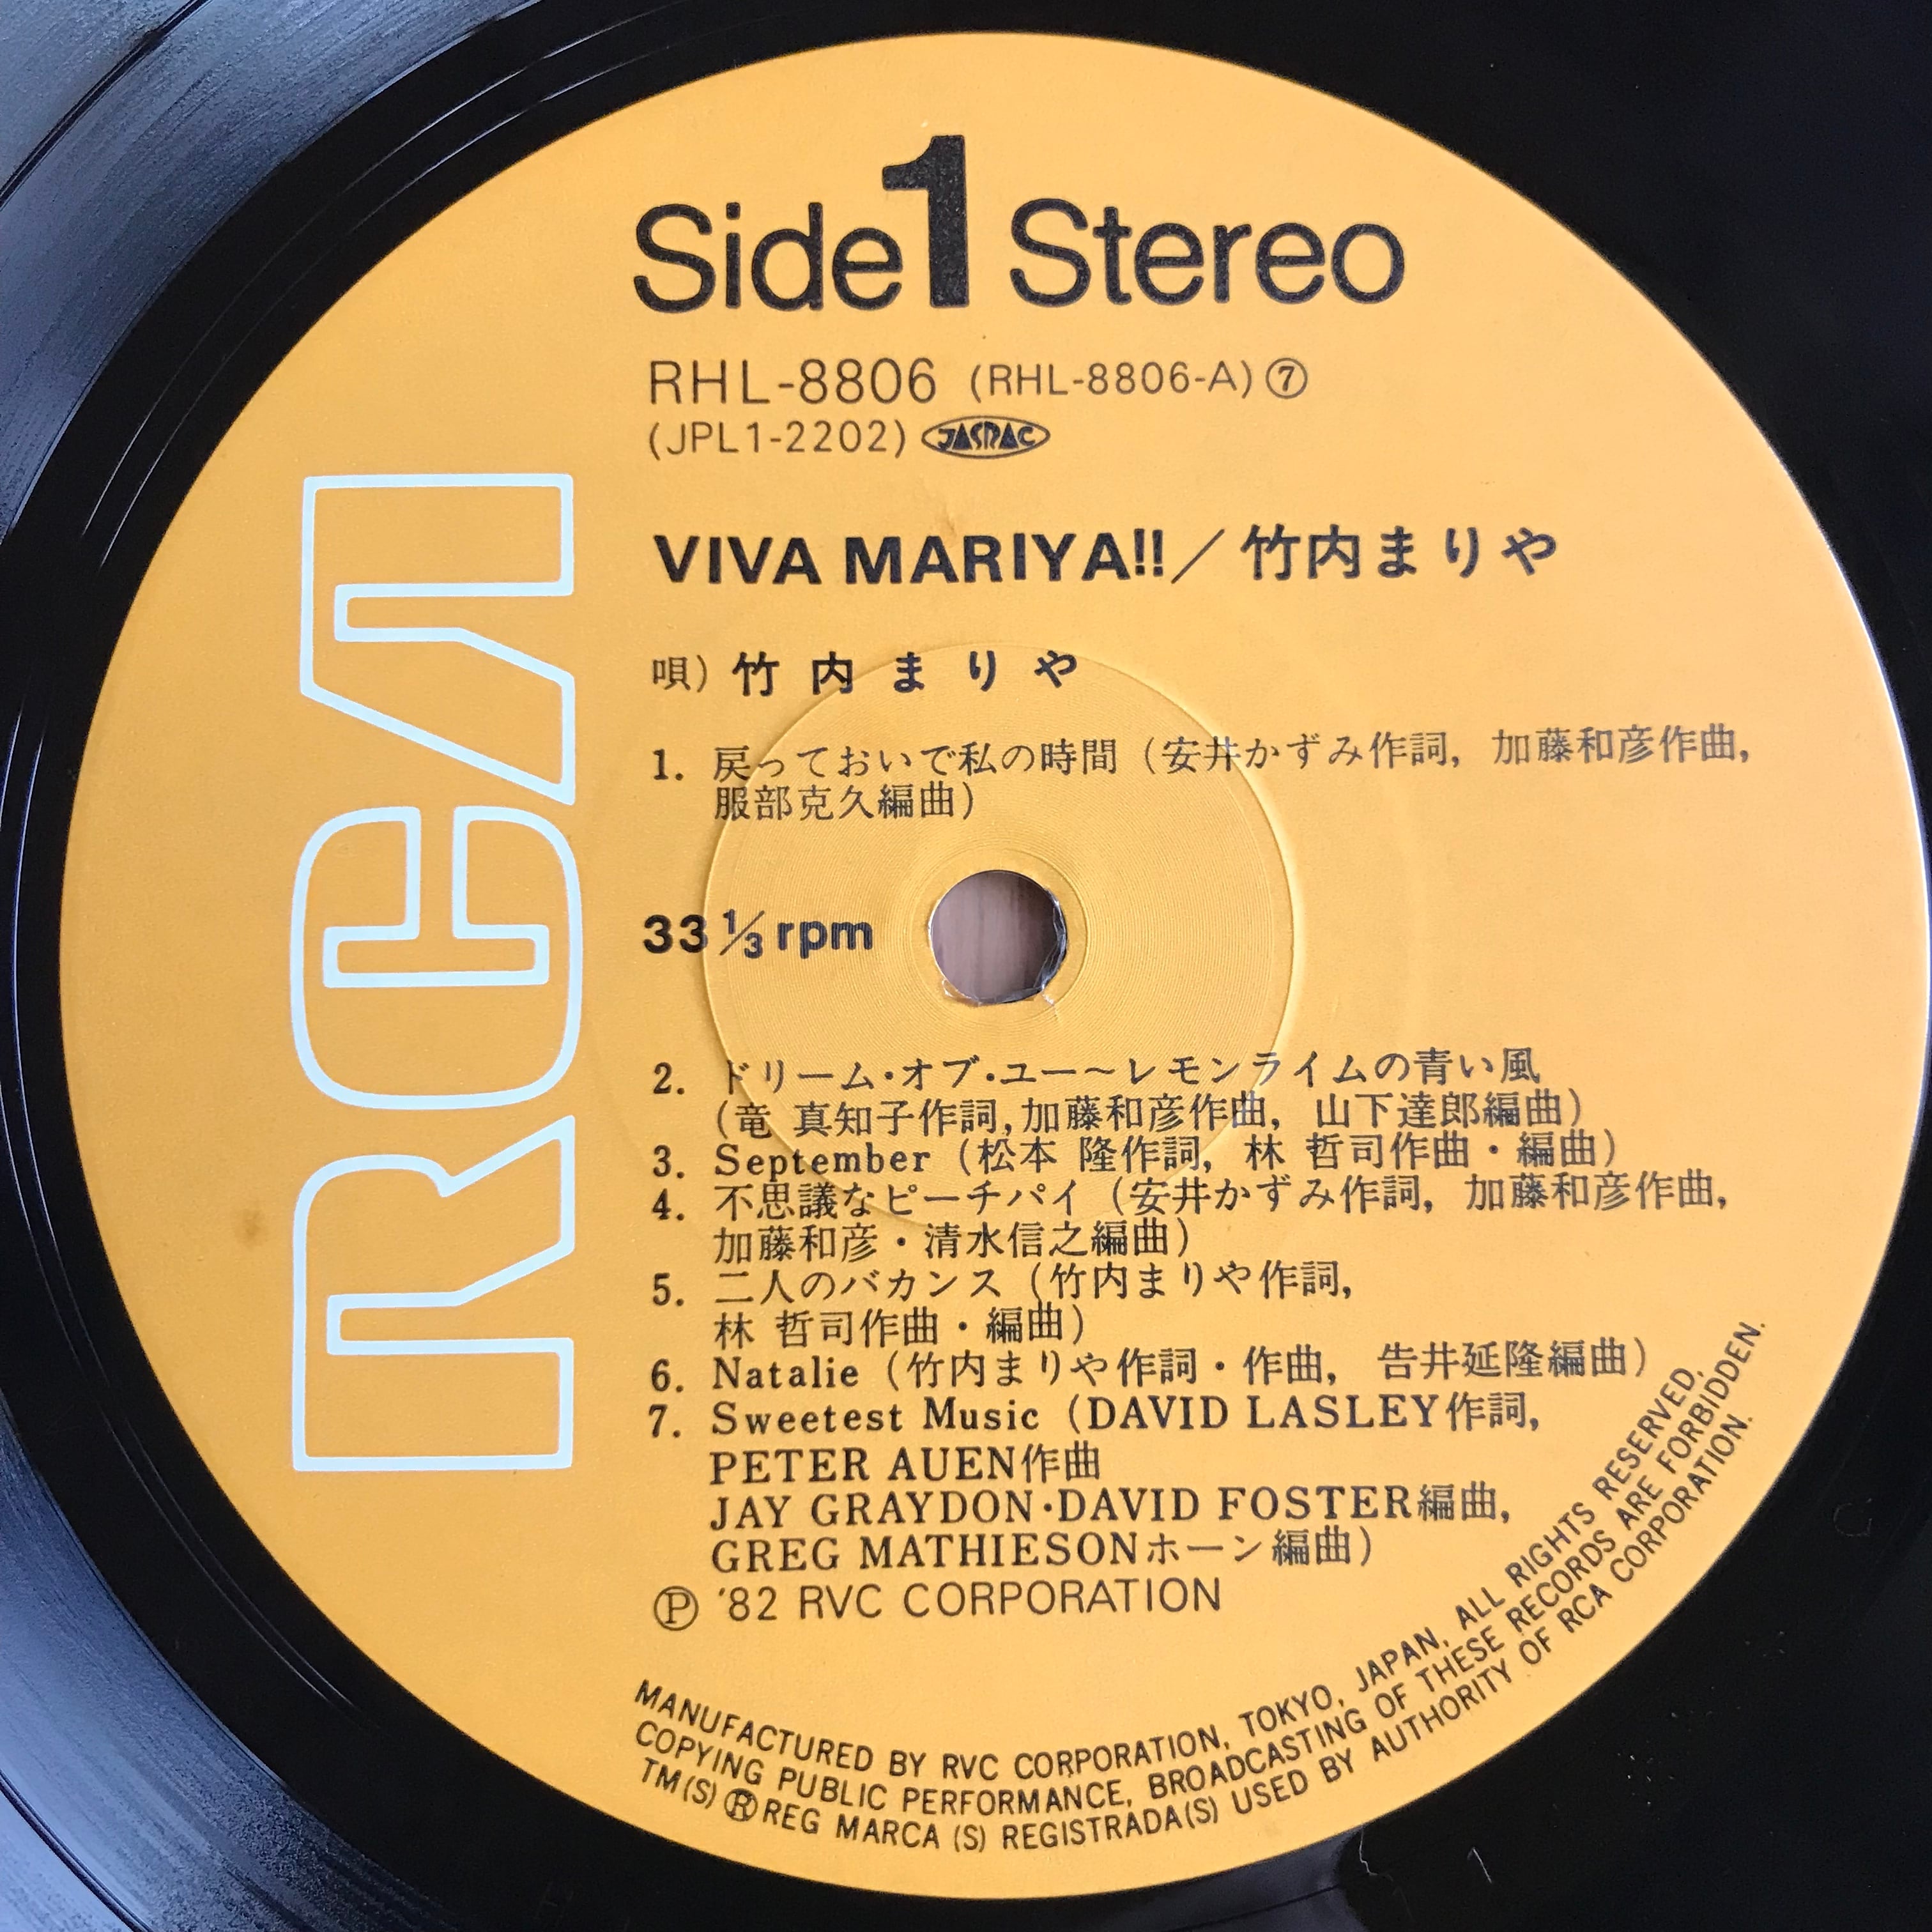 Side 1 Stereo
RHL-8806 (RHL-8806-A) ⑦
(JPL1-2202) JASRAC
VIVA MARIYA!!／竹内まりや
唄) 竹内まりや
1. 戻っておいで私の時間 (安井かずみ作詞, 加藤和彦作曲,
服部克久編曲)
33 1/3 rpm
2. ドリーム・オブ・ユー～レモンライムの青い風
(竜 真知子作詞, 加藤和彦作曲, 山下達郎編曲)
3. September (松本 隆作詞, 林 哲司作曲・編曲)
4. 不思議なピーチパイ (安井かずみ作詞, 加藤和彦作曲,
加藤和彦・清水信之編曲)
5. 二人のバカンス (竹内まりや作詞,
林 哲司作曲・編曲)
6. Natalie (竹内まりや作詞・作曲, 告井延隆編曲)
7. Sweetest Music (DAVID LASLEY作詞,
PETER AUEN作曲
JAY GRAYDON・DAVID FOSTER編曲,
GREG MATHIESONホーン編曲)
Ⓟ '82 RVC CORPORATION
MANUFACTURED BY RVC CORPORATION, TOKYO, JAPAN, ALL RIGHTS RESERVED,
COPYING PUBLIC PERFORMANCE, BROADCASTING OF THESE RECORDS ARE FORBIDDEN.
TM(S) ® REG MARCA (S) REGISTRADA(S) USED BY AUTHORITY OF RCA CORPORATION.
RCA